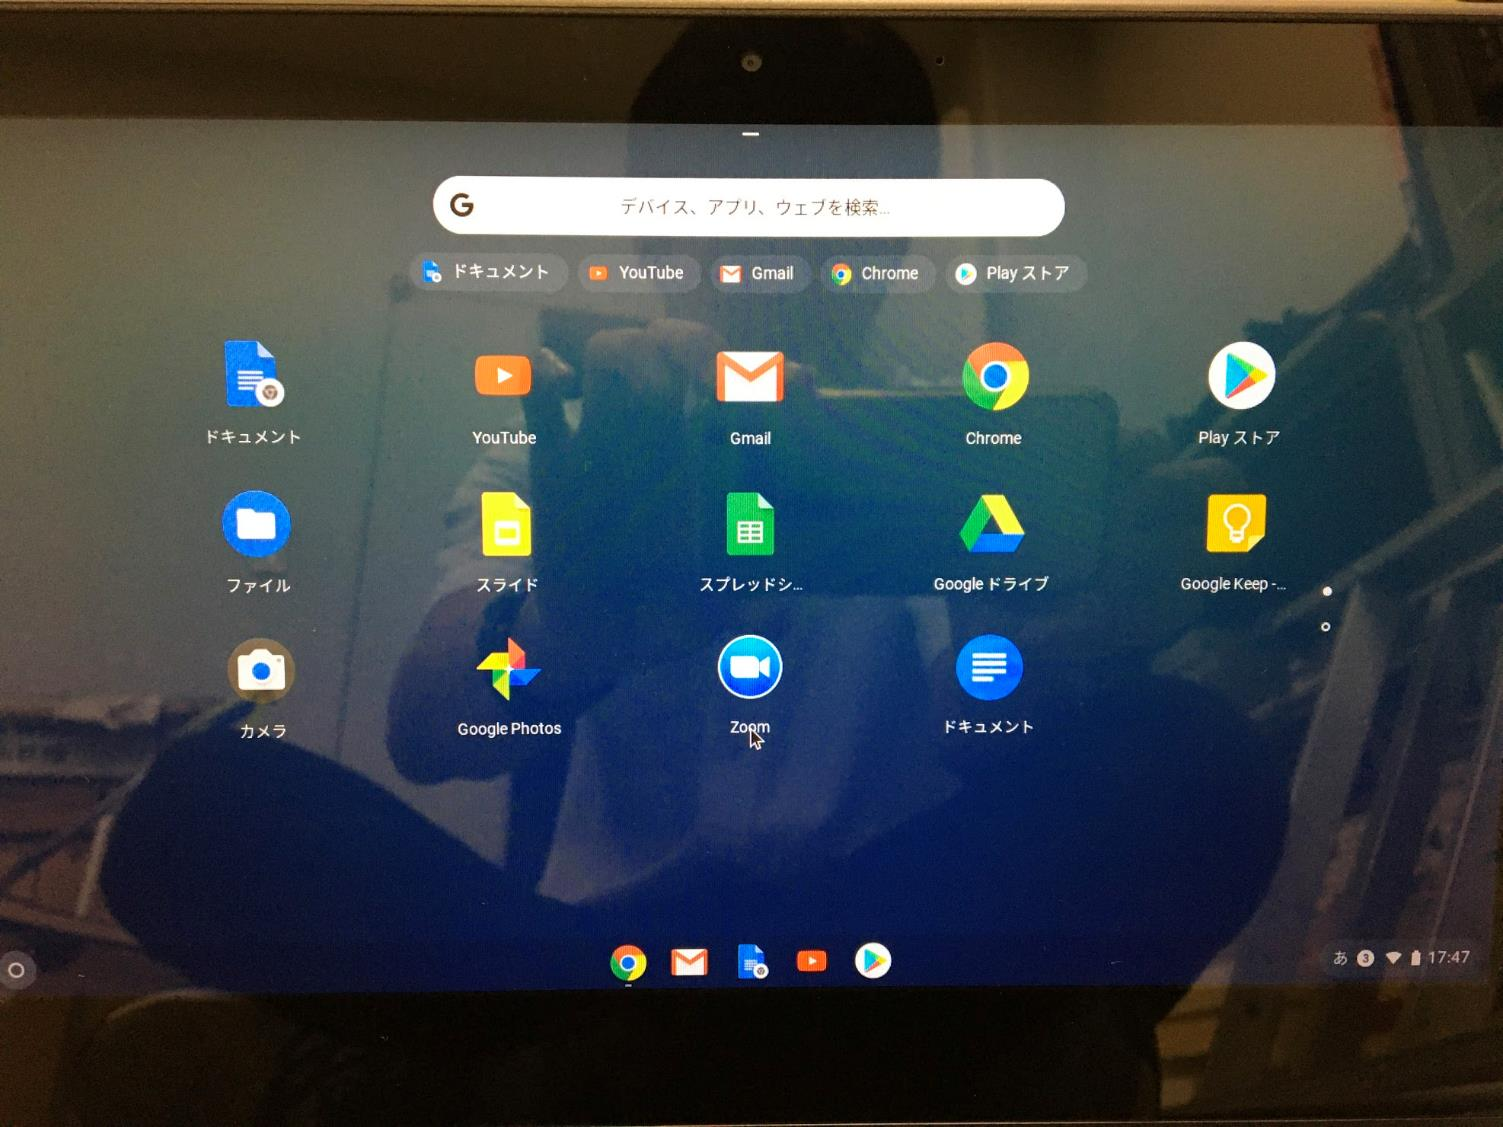 デバイス、アプリ、ウェブを検索...
ドキュメント YouTube Gmail Chrome Play ストア
ドキュメント YouTube Gmail Chrome Play ストア
ファイル スライド スプレッドシ... Google ドライブ Google Keep -...
カメラ Google Photos Zoom ドキュメント
あ 3 17:47